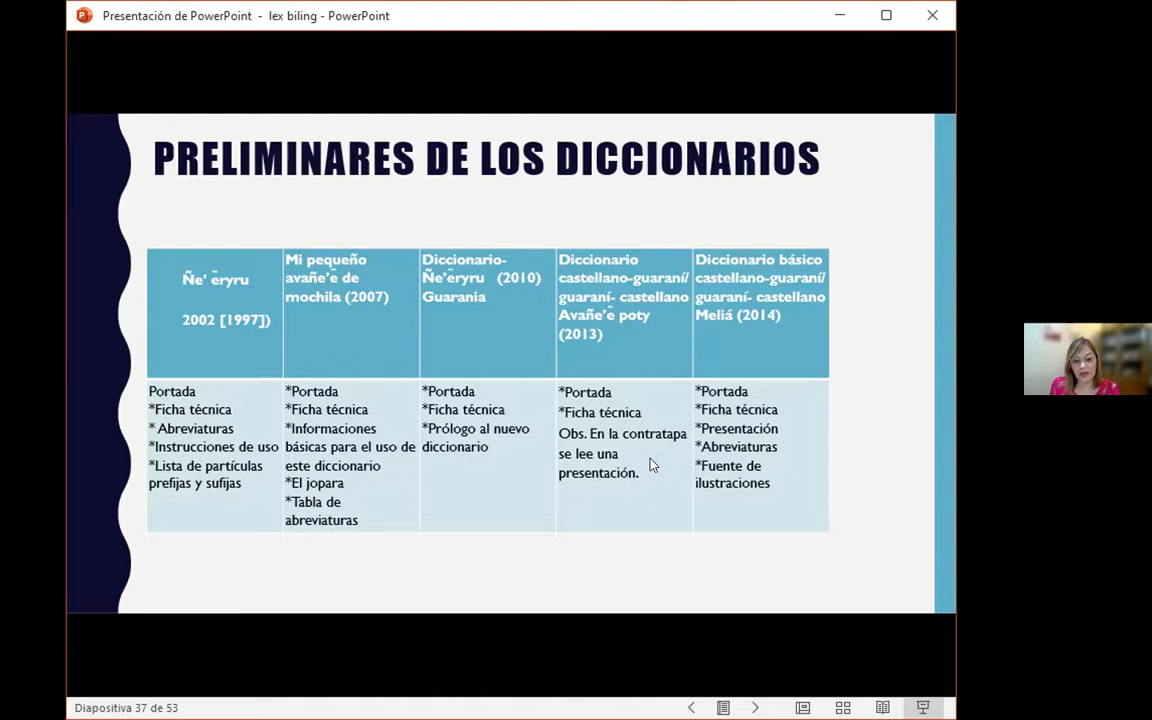 Presentación de PowerPoint - lex biling - PowerPoint
PRELIMINARES DE LOS DICCIONARIOS
Ñe’ ẽryru
2002 [1997])
Mi pequeño
avañe’ẽ de
mochila (2007)
Diccionario-
Ñe’ẽryru (2010)
Guarania
Diccionario
castellano-guaraní/
guaraní- castellano
Avañe’ẽ poty
(2013)
Diccionario básico
castellano-guaraní/
guaraní- castellano
Meliá (2014)
Portada
*Ficha técnica
* Abreviaturas
*Instrucciones de uso
*Lista de partículas
prefijas y sufijas
*Portada
*Ficha técnica
*Informaciones
básicas para el uso de
este diccionario
*El jopara
*Tabla de
abreviaturas
*Portada
*Ficha técnica
*Prólogo al nuevo
diccionario
*Portada
*Ficha técnica
Obs. En la contratapa
se lee una
presentación.
*Portada
*Ficha técnica
*Presentación
*Abreviaturas
*Fuente de
ilustraciones
Diapositiva 37 de 53